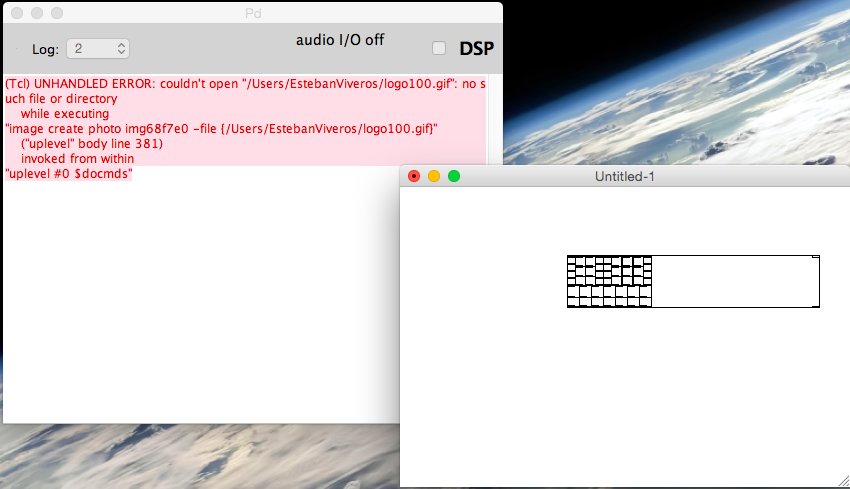 Pd
Log: 2
audio I/O off
DSP
(Tcl) UNHANDLED ERROR: couldn't open "/Users/EstebanViveros/logo100.gif": no s
uch file or directory
while executing
"image create photo img68f7e0 -file {/Users/EstebanViveros/logo100.gif}"
("uplevel" body line 381)
invoked from within
"uplevel #0 $docmds"
Untitled-1